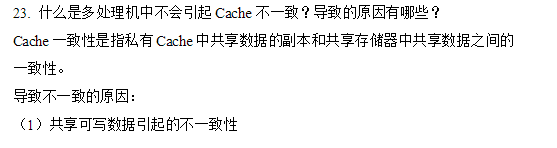 23. 什么是多处理机中不会引起 Cache 不一致？导致的原因有哪些？
Cache 一致性是指私有 Cache 中共享数据的副本和共享存储器中共享数据之间的
一致性。
导致不一致的原因：
（1）共享可写数据引起的不一致性